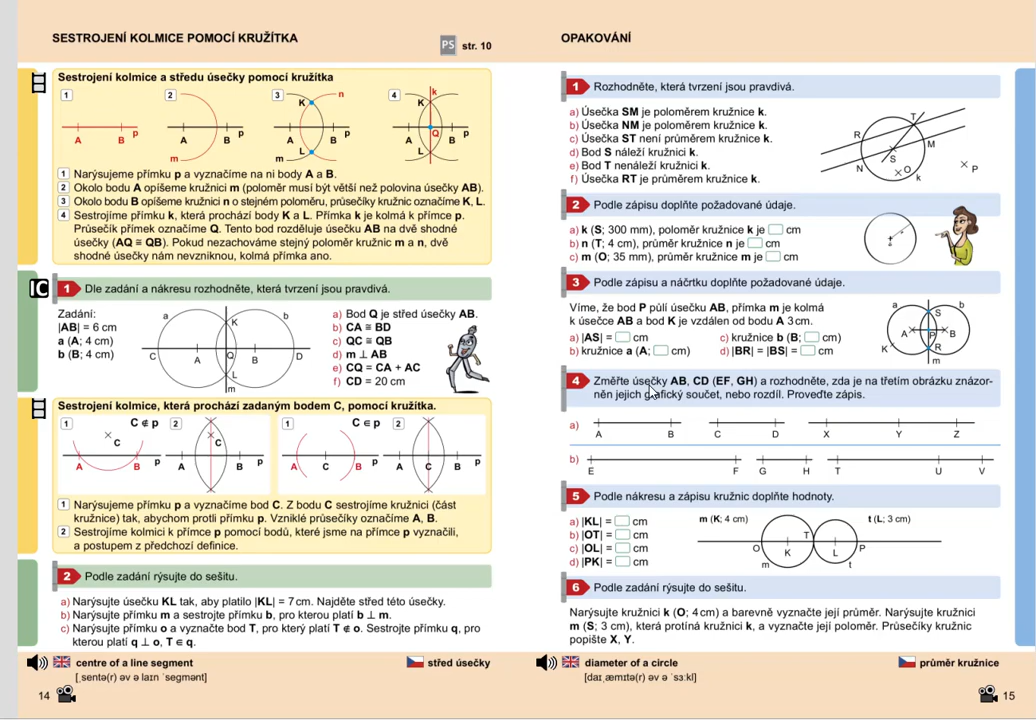 SESTROJENÍ KOLMICE POMOCÍ KRUŽÍTKA
PS str. 10
Sestrojení kolmice a středu úsečky pomocí kružítka
1
A B p
2
A B p
m
3
K n
A B p
m L
4
k
K
A Q B p
L
1 Narýsujeme přímku p a vyznačíme na ni body A a B.
2 Okolo bodu A opíšeme kružnici m (poloměr musí být větší než polovina úsečky AB).
3 Okolo bodu B opíšeme kružnici n o stejném poloměru, průsečíky kružnic označíme K, L.
4 Sestrojíme přímku k, která prochází body K a L. Přímka k je kolmá k přímce p.
Průsečík přímek označíme Q. Tento bod rozděluje úsečku AB na dvě shodné
úsečky (AQ ≅ QB). Pokud nezachováme stejný poloměr kružnic m a n, dvě
shodné úsečky nám nevzniknou, kolmá přímka ano.
IC
1 Dle zadání a nákresu rozhodněte, která tvrzení jsou pravdivá.
Zadání:
|AB| = 6 cm
a (A; 4 cm)
b (B; 4 cm)
a b
K
C A Q B D
L
m
a) Bod Q je střed úsečky AB.
b) CA ≅ BD
c) QC ≅ QB
d) m ⊥ AB
e) CQ = CA + AC
f) CD = 20 cm
Sestrojení kolmice, která prochází zadaným bodem C, pomocí kružítka.
1 C ∉ p
C
A B p
2
C
A B p
1 C ∈ p
A C B p
2
A C B p
1 Narýsujeme přímku p a vyznačíme bod C. Z bodu C sestrojíme kružnici (část
kružnice) tak, abychom protli přímku p. Vzniklé průsečíky označíme A, B.
2 Sestrojíme kolmici k přímce p pomocí bodů, které jsme na přímce p vyznačili,
a postupem z předchozí definice.
2 Podle zadání rýsujte do sešitu.
a) Narýsujte úsečku KL tak, aby platilo |KL| = 7 cm. Najděte střed této úsečky.
b) Narýsujte přímku m a sestrojte přímku b, pro kterou platí b ⊥ m.
c) Narýsujte přímku o a vyznačte bod T, pro který platí T ∉ o. Sestrojte přímku q, pro
kterou platí q ⊥ o, T ∈ q.
centre of a line segment
[ˌsentə(r) əv ə laɪn ˈsegmənt]
střed úsečky
14
OPAKOVÁNÍ
1 Rozhodněte, která tvrzení jsou pravdivá.
a) Úsečka SM je poloměrem kružnice k.
b) Úsečka NM je poloměrem kružnice k.
c) Úsečka ST není průměrem kružnice k.
d) Bod S náleží kružnici k.
e) Bod T nenáleží kružnici k.
f) Úsečka RT je průměrem kružnice k.
T
R
M
S
N O P
k
2 Podle zápisu doplňte požadované údaje.
a) k (S; 300 mm), poloměr kružnice k je cm
b) n (T; 4 cm), průměr kružnice n je cm
c) m (O; 35 mm), průměr kružnice m je cm
3 Podle zápisu a náčrtku doplňte požadované údaje.
Víme, že bod P půlí úsečku AB, přímka m je kolmá
k úsečce AB a bod K je vzdálen od bodu A 3 cm.
a) |AS| = cm
b) kružnice a (A; cm)
c) kružnice b (B; cm)
d) |BR| = |BS| = cm
a b
S
A P B
K R
m
4 Změřte úsečky AB, CD (EF, GH) a rozhodněte, zda je na třetím obrázku znázor-
něn jejich grafický součet, nebo rozdíl. Proveďte zápis.
a)
A B C D X Y Z
b)
E F G H T U V
5 Podle nákresu a zápisu kružnic doplňte hodnoty.
a) |KL| = cm
b) |OT| = cm
c) |OL| = cm
d) |PK| = cm
m (K; 4 cm) t (L; 3 cm)
T
O K L P
m t
6 Podle zadání rýsujte do sešitu.
Narýsujte kružnici k (O; 4 cm) a barevně vyznačte její průměr. Narýsujte kružnici
m (S; 3 cm), která protíná kružnici k, a vyznačte její poloměr. Průsečíky kružnic
popište X, Y.
diameter of a circle
[daɪˌæmɪtə(r) əv ə ˈsɜːkl]
průměr kružnice
15